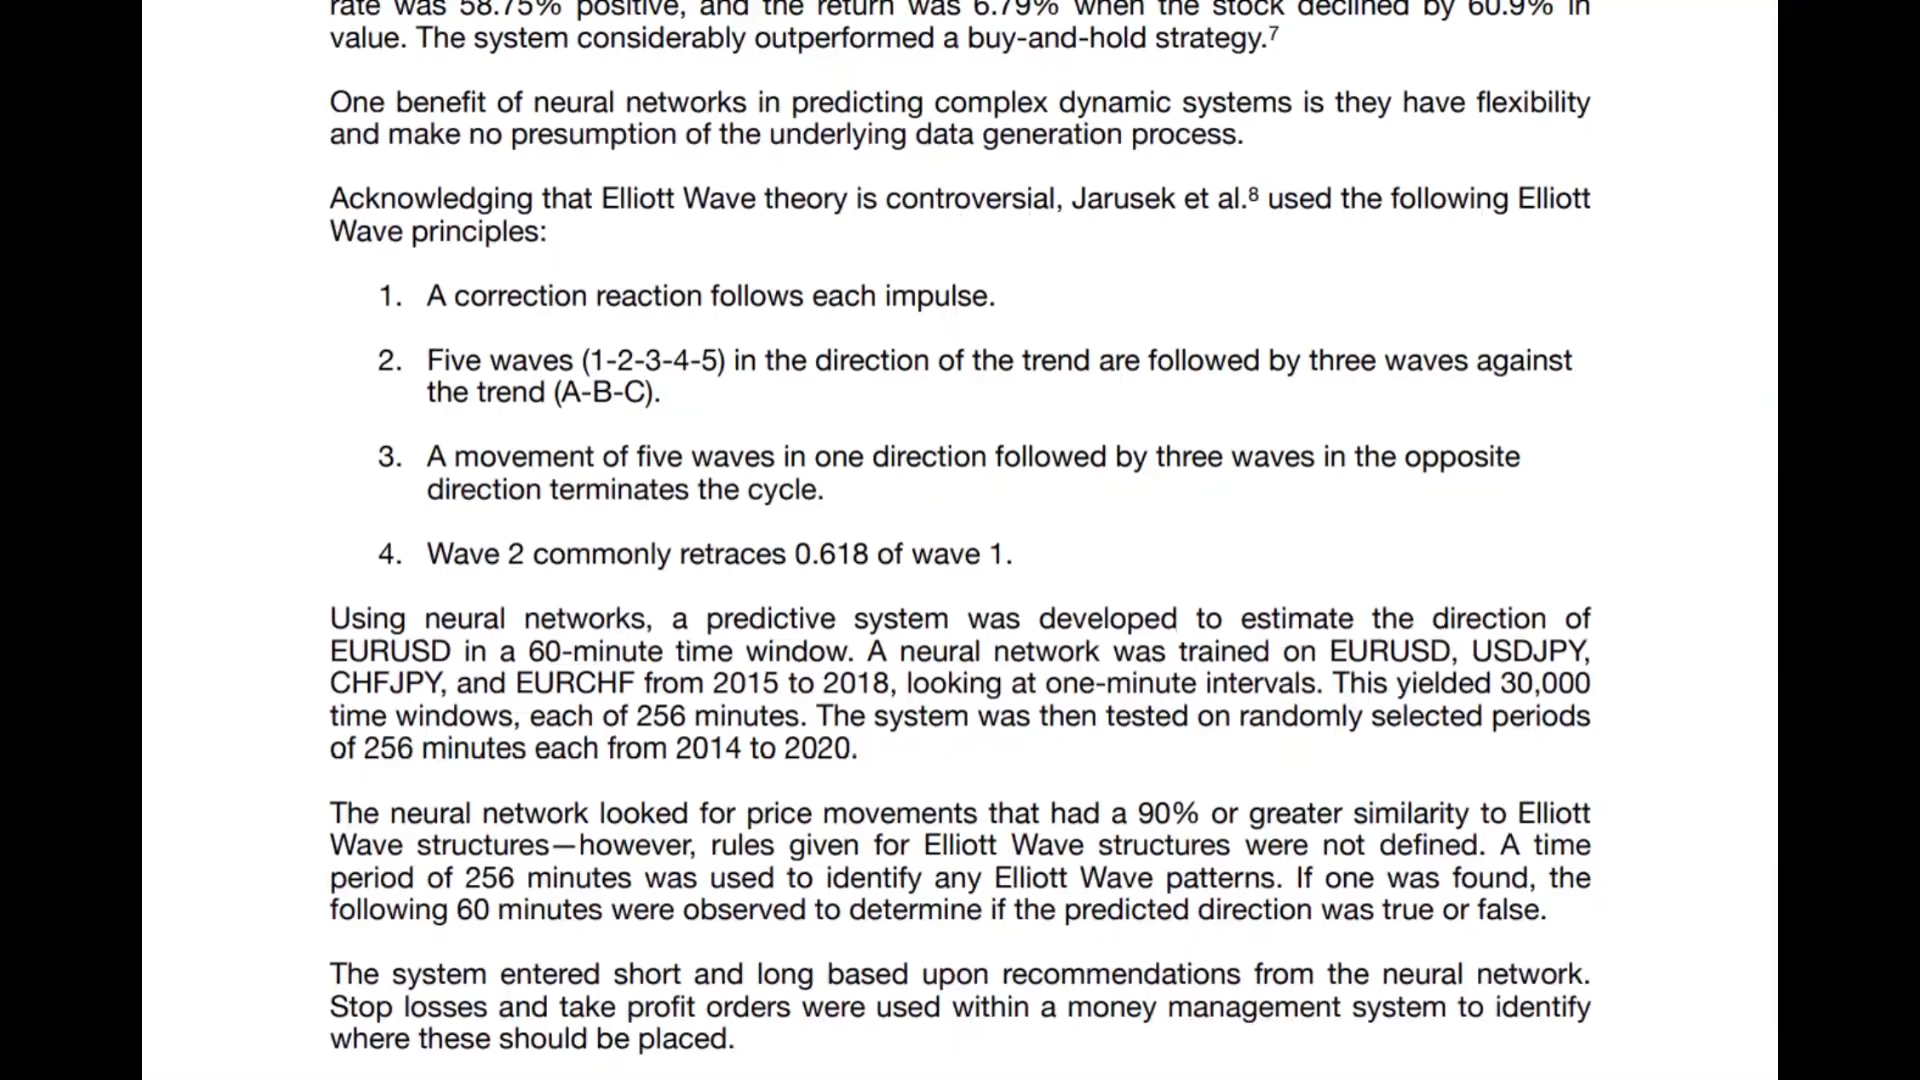 rate was 58.75% positive, and the return was 6.79% when the stock declined by 60.9% in
value. The system considerably outperformed a buy-and-hold strategy.⁷
One benefit of neural networks in predicting complex dynamic systems is they have flexibility
and make no presumption of the underlying data generation process.
Acknowledging that Elliott Wave theory is controversial, Jarusek et al.⁸ used the following Elliott
Wave principles:
1. A correction reaction follows each impulse.
2. Five waves (1-2-3-4-5) in the direction of the trend are followed by three waves against
the trend (A-B-C).
3. A movement of five waves in one direction followed by three waves in the opposite
direction terminates the cycle.
4. Wave 2 commonly retraces 0.618 of wave 1.
Using neural networks, a predictive system was developed to estimate the direction of
EURUSD in a 60-minute time window. A neural network was trained on EURUSD, USDJPY,
CHFJPY, and EURCHF from 2015 to 2018, looking at one-minute intervals. This yielded 30,000
time windows, each of 256 minutes. The system was then tested on randomly selected periods
of 256 minutes each from 2014 to 2020.
The neural network looked for price movements that had a 90% or greater similarity to Elliott
Wave structures—however, rules given for Elliott Wave structures were not defined. A time
period of 256 minutes was used to identify any Elliott Wave patterns. If one was found, the
following 60 minutes were observed to determine if the predicted direction was true or false.
The system entered short and long based upon recommendations from the neural network.
Stop losses and take profit orders were used within a money management system to identify
where these should be placed.